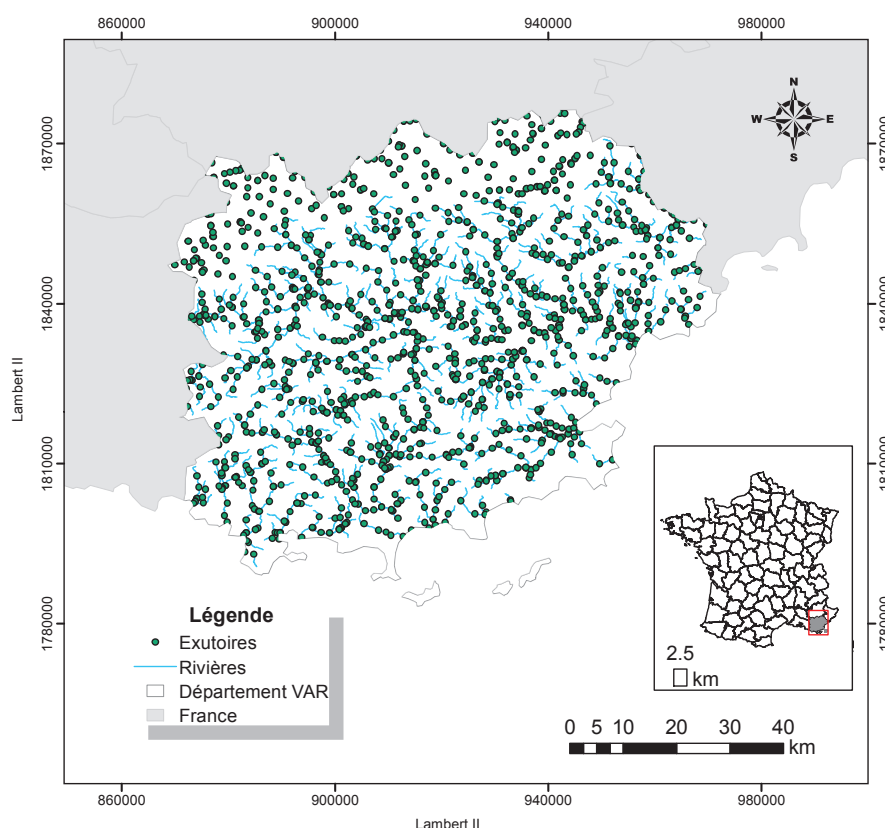 860000 900000 940000 980000
N
W E
S
1870000 1870000
1840000 1840000
Lambert II
1810000 1810000
1780000 1780000
Légende
Exutoires
Rivières
Département VAR
France
2.5
km
0 5 10 20 30 40
km
860000 900000 940000 980000
Lambert II